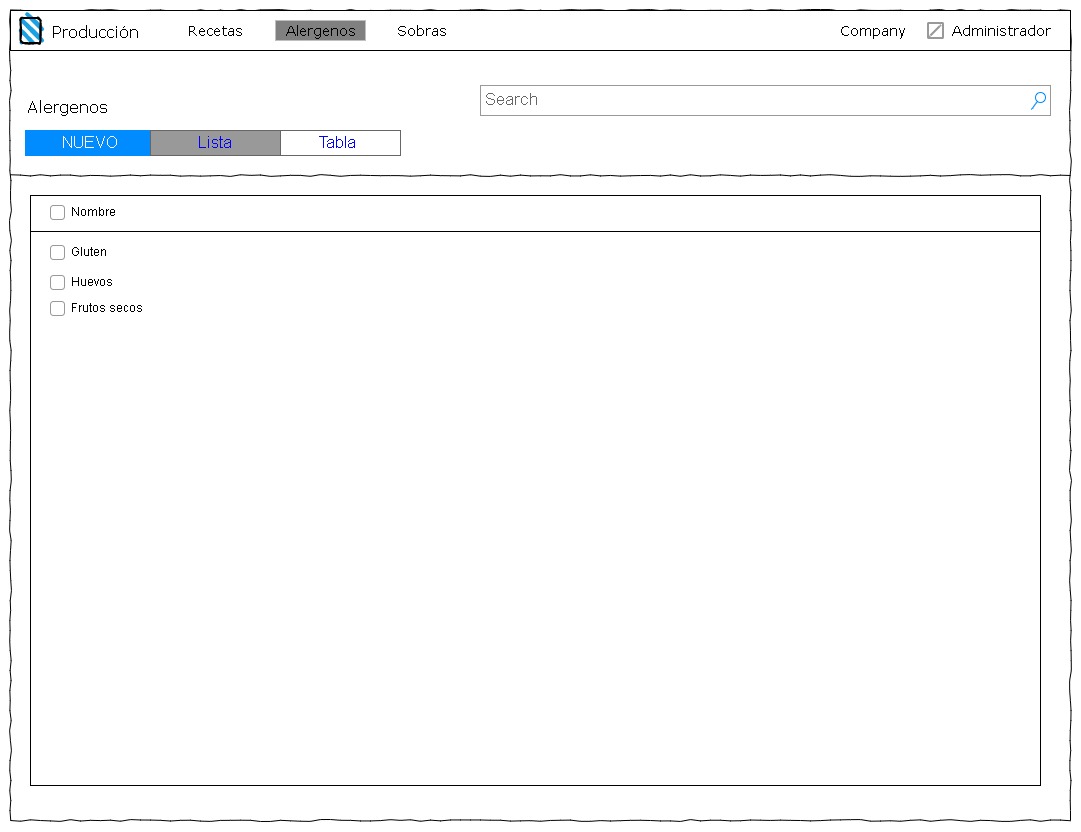 Producción Recetas Alergenos Sobras Company Administrador
Search
Alergenos
NUEVO Lista Tabla
Nombre
Gluten
Huevos
Frutos secos